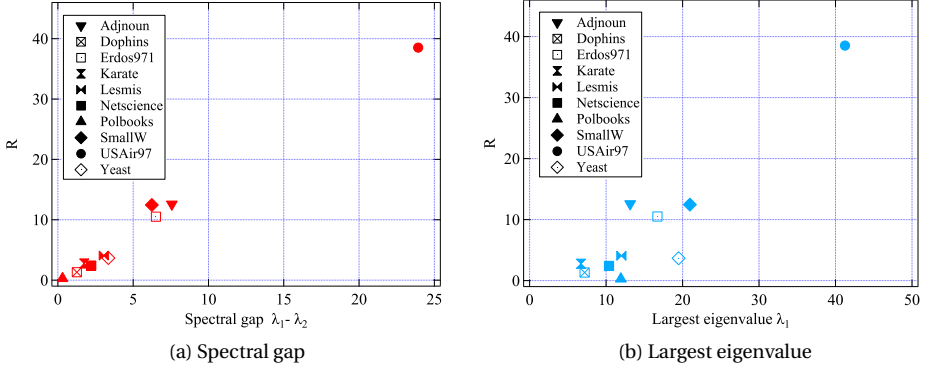 R
40
30
20
10
0
Adjnoun
Dophins
Erdos971
Karate
Lesmis
Netscience
Polbooks
SmallW
USAir97
Yeast
0 5 10 15 20 25
Spectral gap λ₁- λ₂
(a) Spectral gap
R
40
30
20
10
0
Adjnoun
Dophins
Erdos971
Karate
Lesmis
Netscience
Polbooks
SmallW
USAir97
Yeast
0 10 20 30 40 50
Largest eigenvalue λ₁
(b) Largest eigenvalue